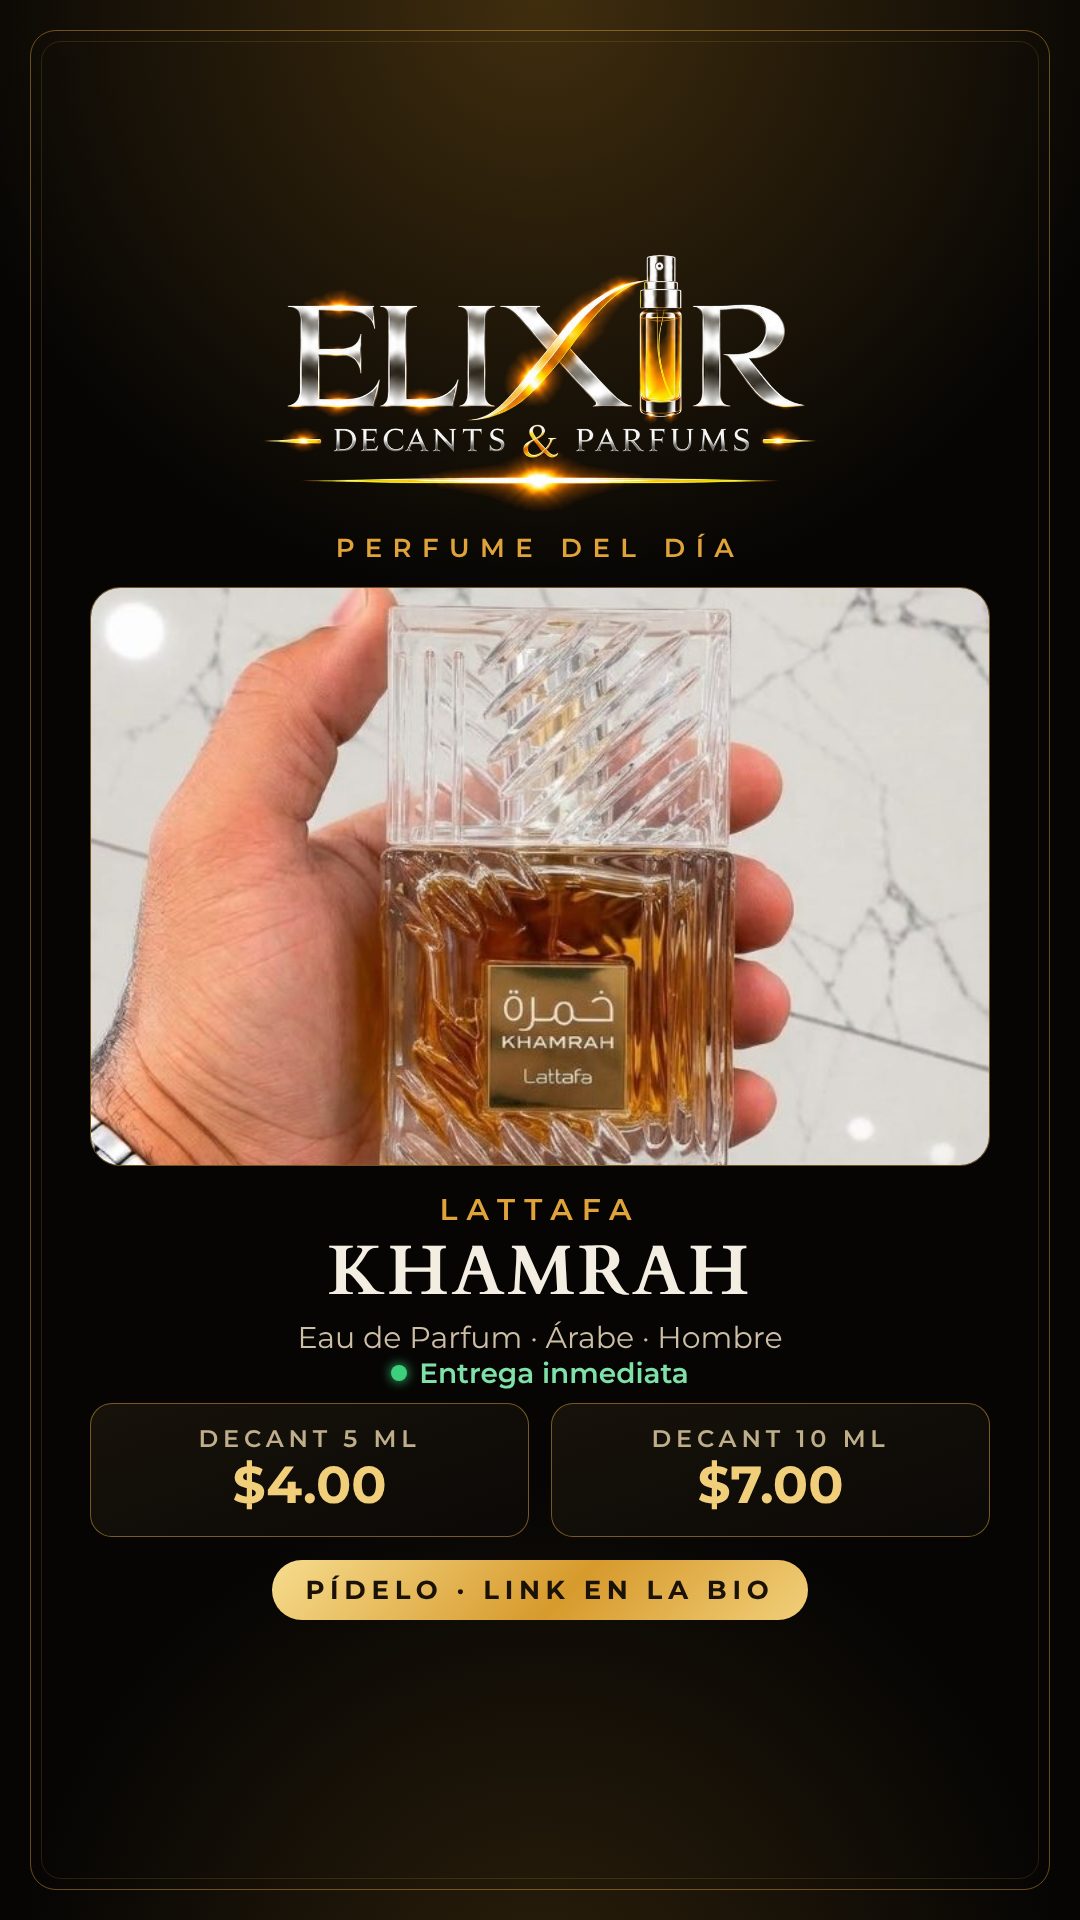 ELIXIR
DECANTS & PARFUMS
PERFUME DEL DÍA
خمرة
KHAMRAH
Lattafa
LATTAFA
KHAMRAH
Eau de Parfum · Árabe · Hombre
Entrega inmediata
DECANT 5 ML
$4.00
DECANT 10 ML
$7.00
PÍDELO · LINK EN LA BIO